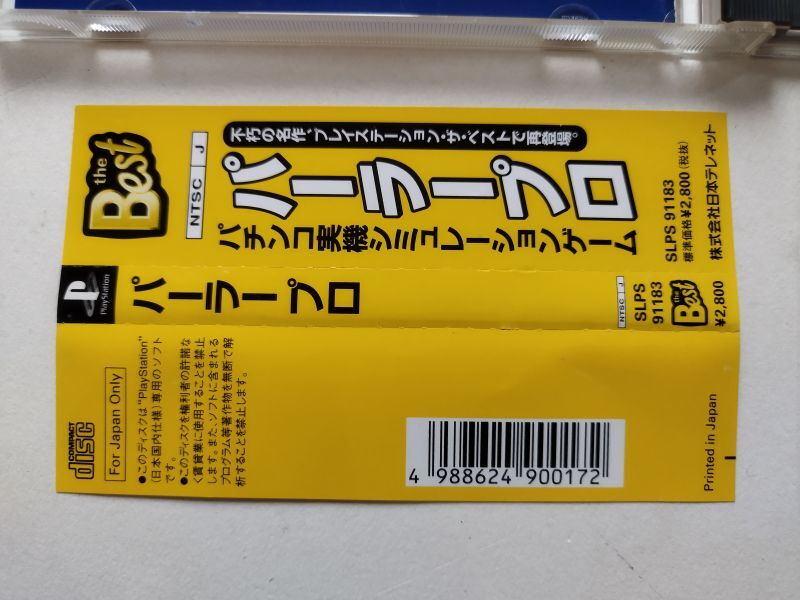 the Best
NTSC J
不朽の名作、プレイステーション・ザ・ベストで再登場。
パーラープロ
パチンコ実機シミュレーションゲーム
SLPS 91183
標準価格¥2,800(税抜)
株式会社日本テレネット
PlayStation
パーラープロ
NTSC J
SLPS
91183
the Best
¥2,800
COMPACT disc
For Japan Only
●このディスクは"PlayStation"
(日本国内仕様)専用のソフト
です。
●このディスクを権利者の許諾な
く賃貸業に使用することを禁止
します。また、ソフトに含まれる
プログラム等著作物を無断で解
析することを禁止します。
4 988624 900172
Printed in Japan